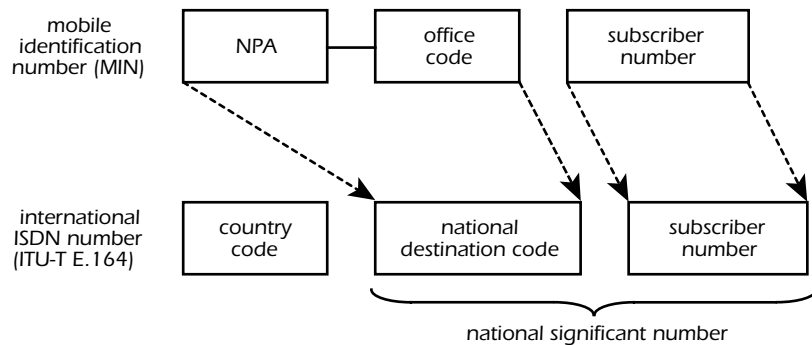 mobile
identification
number (MIN)
NPA
office
code
subscriber
number
international
ISDN number
(ITU-T E.164)
country
code
national
destination code
subscriber
number
national significant number